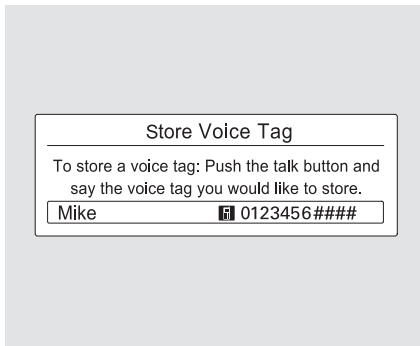 Store Voice Tag
To store a voice tag: Push the talk button and
say the voice tag you would like to store.
Mike 0123456####